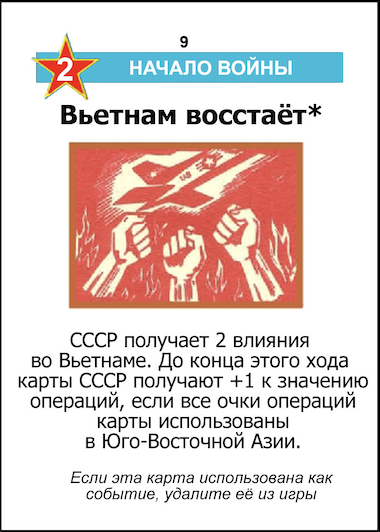 9
2
НАЧАЛО ВОЙНЫ
Вьетнам восстаёт*
СССР получает 2 влияния
во Вьетнаме. До конца этого хода
карты СССР получают +1 к значению
операций, если все очки операций
карты использованы
в Юго-Восточной Азии.
Если эта карта использована как
событие, удалите её из игры